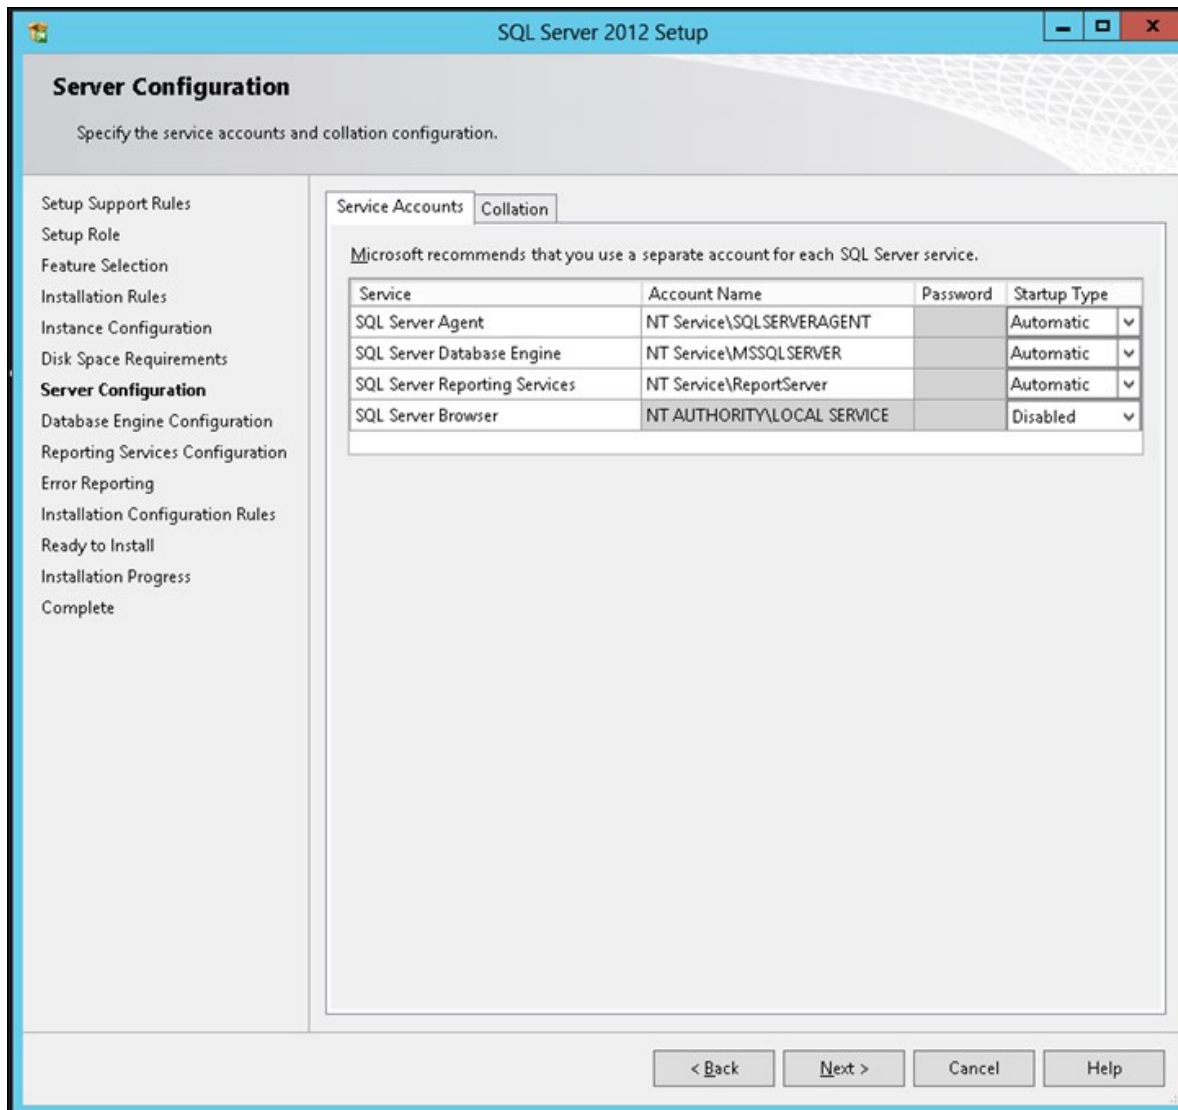 SQL Server 2012 Setup
Server Configuration
Specify the service accounts and collation configuration.
Setup Support Rules
Setup Role
Feature Selection
Installation Rules
Instance Configuration
Disk Space Requirements
Server Configuration
Database Engine Configuration
Reporting Services Configuration
Error Reporting
Installation Configuration Rules
Ready to Install
Installation Progress
Complete
Service Accounts Collation
Microsoft recommends that you use a separate account for each SQL Server service.
Service Account Name Password Startup Type
SQL Server Agent NT Service\SQLSERVERAGENT Automatic
SQL Server Database Engine NT Service\MSSQLSERVER Automatic
SQL Server Reporting Services NT Service\ReportServer Automatic
SQL Server Browser NT AUTHORITY\LOCAL SERVICE Disabled
< Back Next > Cancel Help